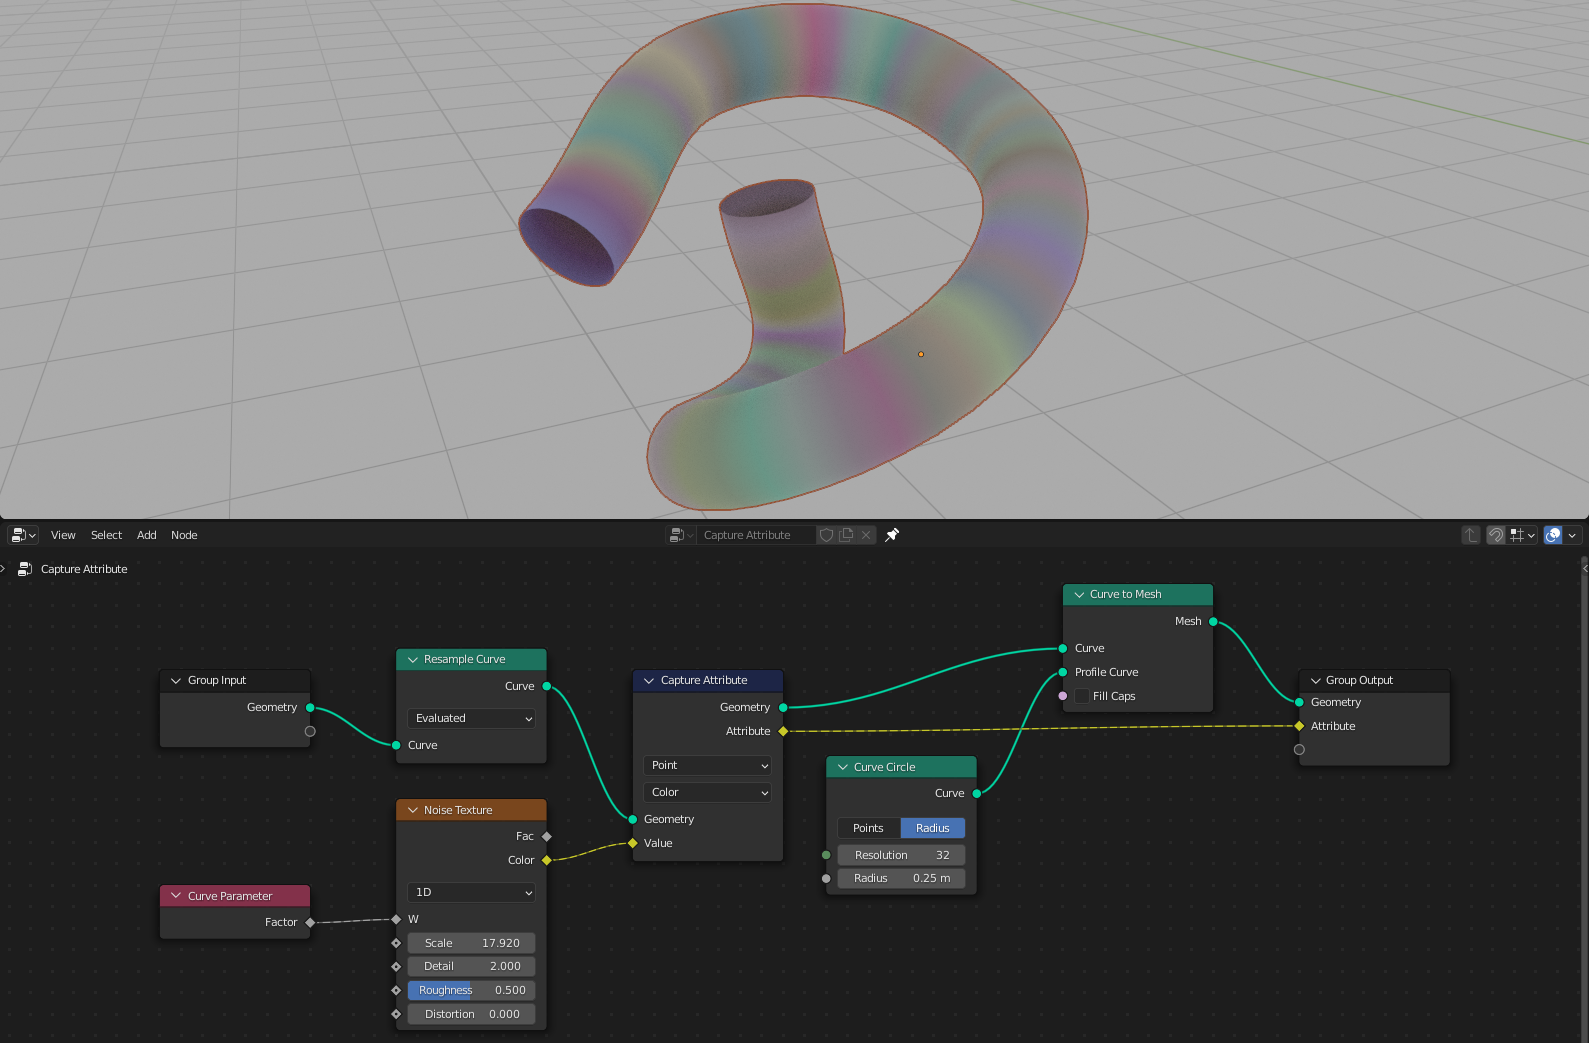 View Select Add Node Capture Attribute
Capture Attribute
Group Input
Geometry
Resample Curve
Curve
Evaluated
Curve
Noise Texture
Fac
Color
1D
W
Scale 17.920
Detail 2.000
Roughness 0.500
Distortion 0.000
Curve Parameter
Factor
Capture Attribute
Geometry
Attribute
Point
Color
Geometry
Value
Curve Circle
Curve
Points Radius
Resolution 32
Radius 0.25 m
Curve to Mesh
Mesh
Curve
Profile Curve
Fill Caps
Group Output
Geometry
Attribute